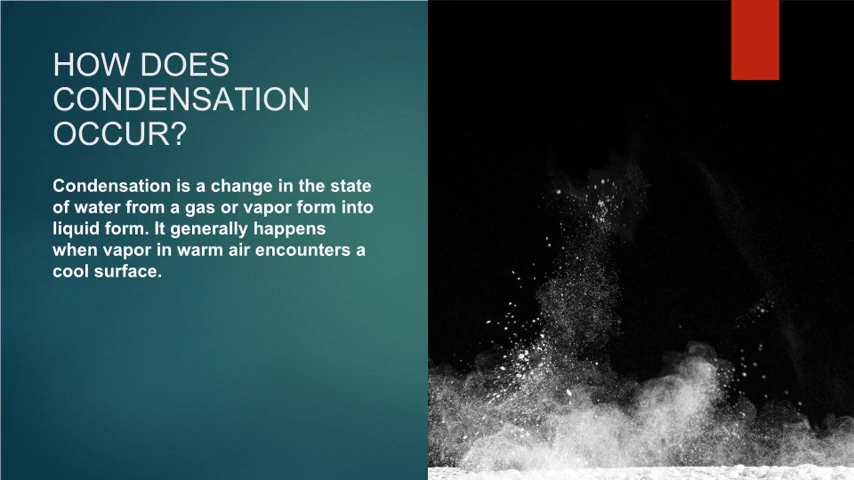 HOW DOES
CONDENSATION
OCCUR?
Condensation is a change in the state
of water from a gas or vapor form into
liquid form. It generally happens
when vapor in warm air encounters a
cool surface.